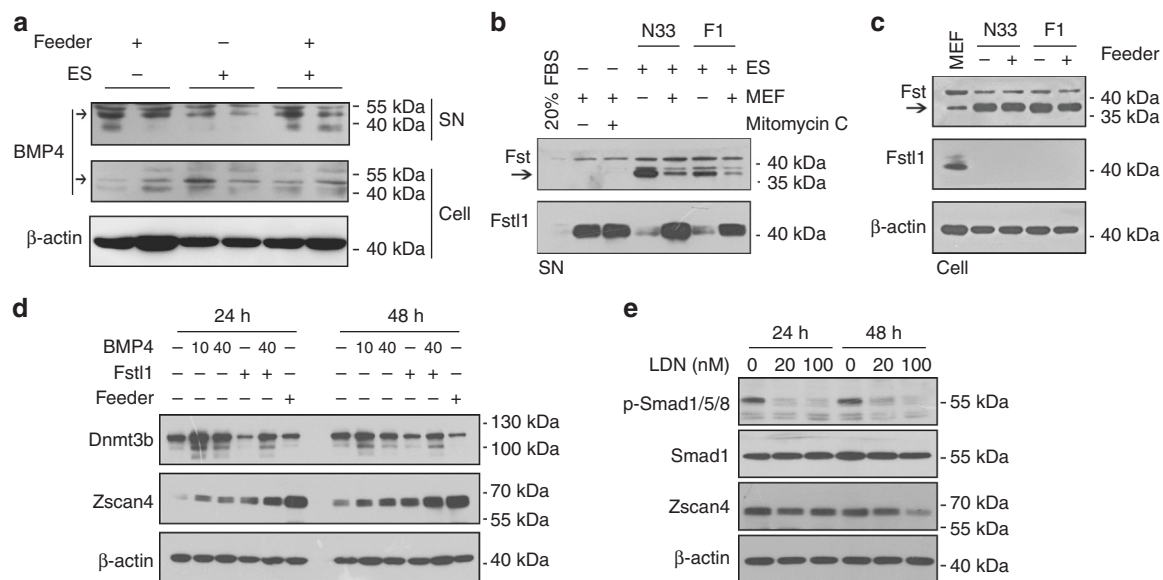 a
Feeder + – +
ES – + +
BMP4
55 kDa
40 kDa
SN
55 kDa
40 kDa
Cell
β-actin
40 kDa
b
20% FBS
N33 F1
– – + + + + ES
+ + – + – + MEF
– + Mitomycin C
Fst
40 kDa
35 kDa
Fstl1
40 kDa
SN
c
MEF
N33 F1
– + – + Feeder
Fst
40 kDa
35 kDa
Fstl1
40 kDa
β-actin
40 kDa
Cell
d
24 h 48 h
BMP4 – 10 40 – 40 – – 10 40 – 40 –
Fstl1 – – – + + – – – – + + –
Feeder – – – – – + – – – – – +
Dnmt3b
130 kDa
100 kDa
Zscan4
70 kDa
55 kDa
β-actin
40 kDa
e
24 h 48 h
LDN (nM) 0 20 100 0 20 100
p-Smad1/5/8
55 kDa
Smad1
55 kDa
Zscan4
70 kDa
55 kDa
β-actin
40 kDa